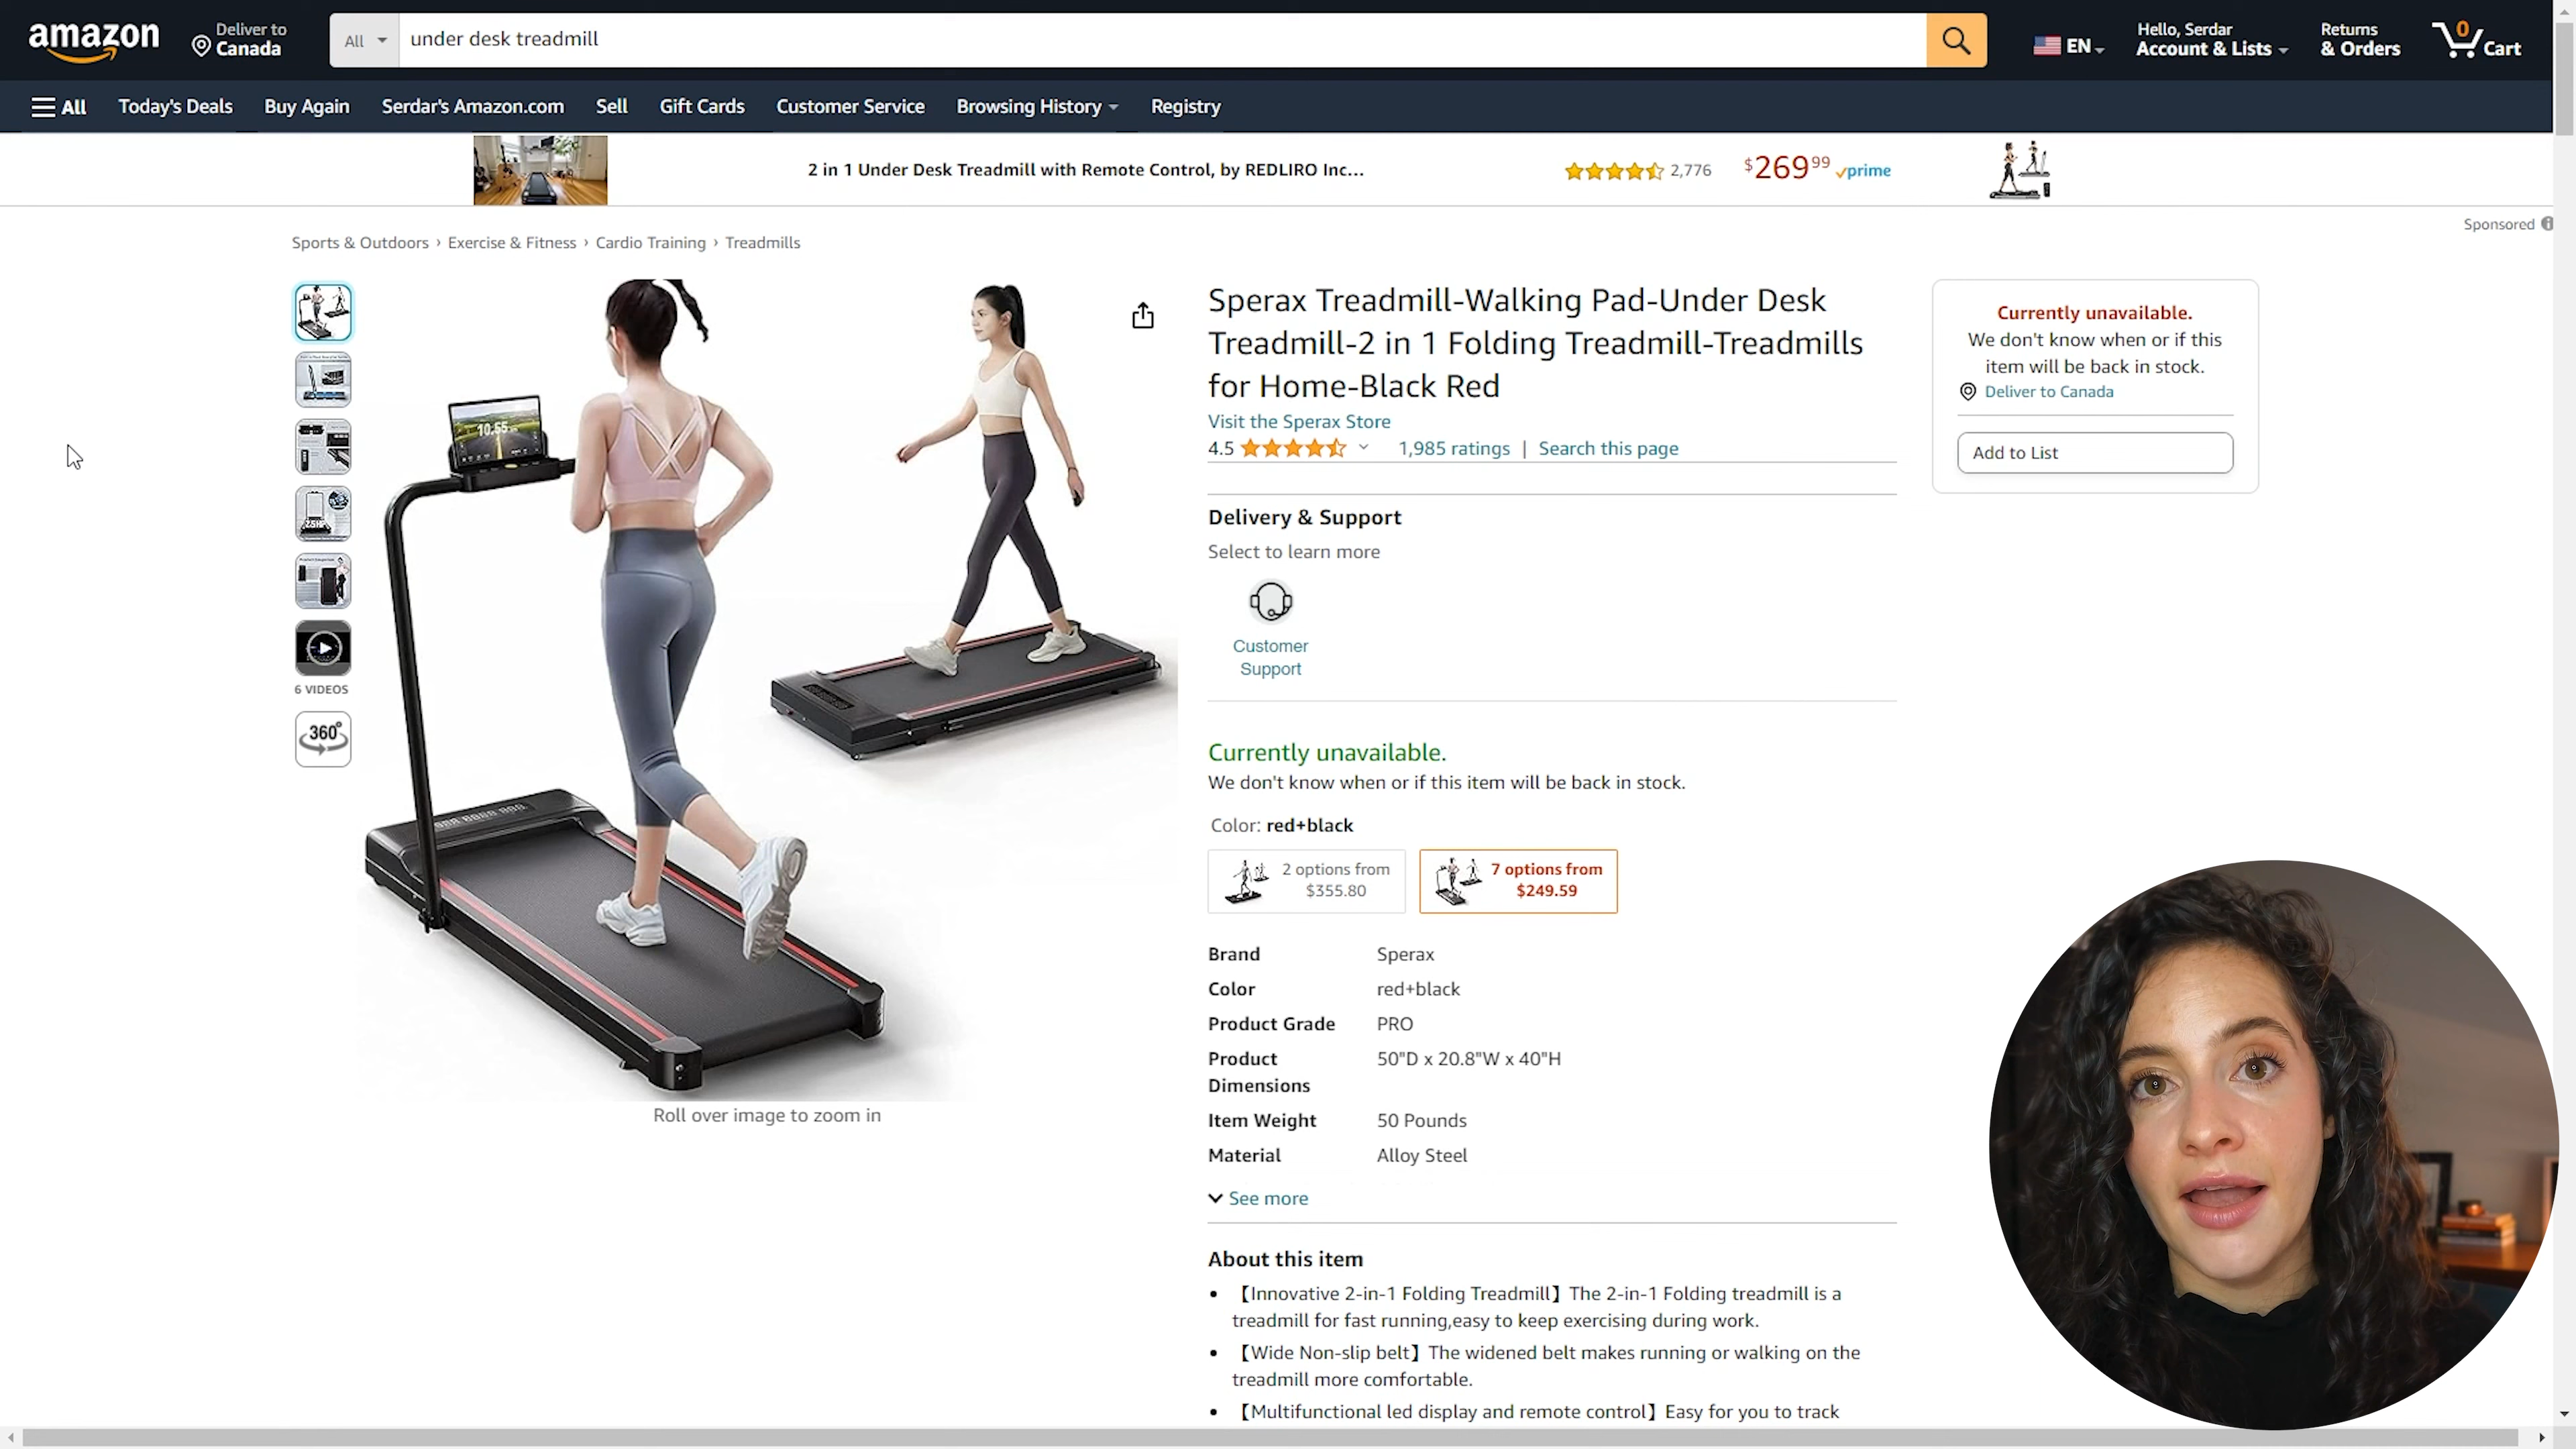 amazon
Deliver to
Canada
All
under desk treadmill
EN
Hello, Serdar
Account & Lists
Returns
& Orders
0
Cart
All
Today's Deals
Buy Again
Serdar's Amazon.com
Sell
Gift Cards
Customer Service
Browsing History
Registry
2 in 1 Under Desk Treadmill with Remote Control, by REDLIRO Inc...
2,776
$269 99
prime
Sponsored
Sports & Outdoors › Exercise & Fitness › Cardio Training › Treadmills
10.55
6 VIDEOS
360°
Roll over image to zoom in
Sperax Treadmill-Walking Pad-Under Desk
Treadmill-2 in 1 Folding Treadmill-Treadmills
for Home-Black Red
Visit the Sperax Store
4.5
1,985 ratings | Search this page
Delivery & Support
Select to learn more
Customer
Support
Currently unavailable.
We don't know when or if this item will be back in stock.
Color: red+black
2 options from
$355.80
7 options from
$249.59
Brand Sperax
Color red+black
Product Grade PRO
Product 50"D x 20.8"W x 40"H
Dimensions
Item Weight 50 Pounds
Material Alloy Steel
See more
About this item
• 【Innovative 2-in-1 Folding Treadmill】The 2-in-1 Folding treadmill is a
treadmill for fast running,easy to keep exercising during work.
• 【Wide Non-slip belt】The widened belt makes running or walking on the
treadmill more comfortable.
• 【Multifunctional led display and remote control】Easy for you to track
Currently unavailable.
We don't know when or if this
item will be back in stock.
Deliver to Canada
Add to List